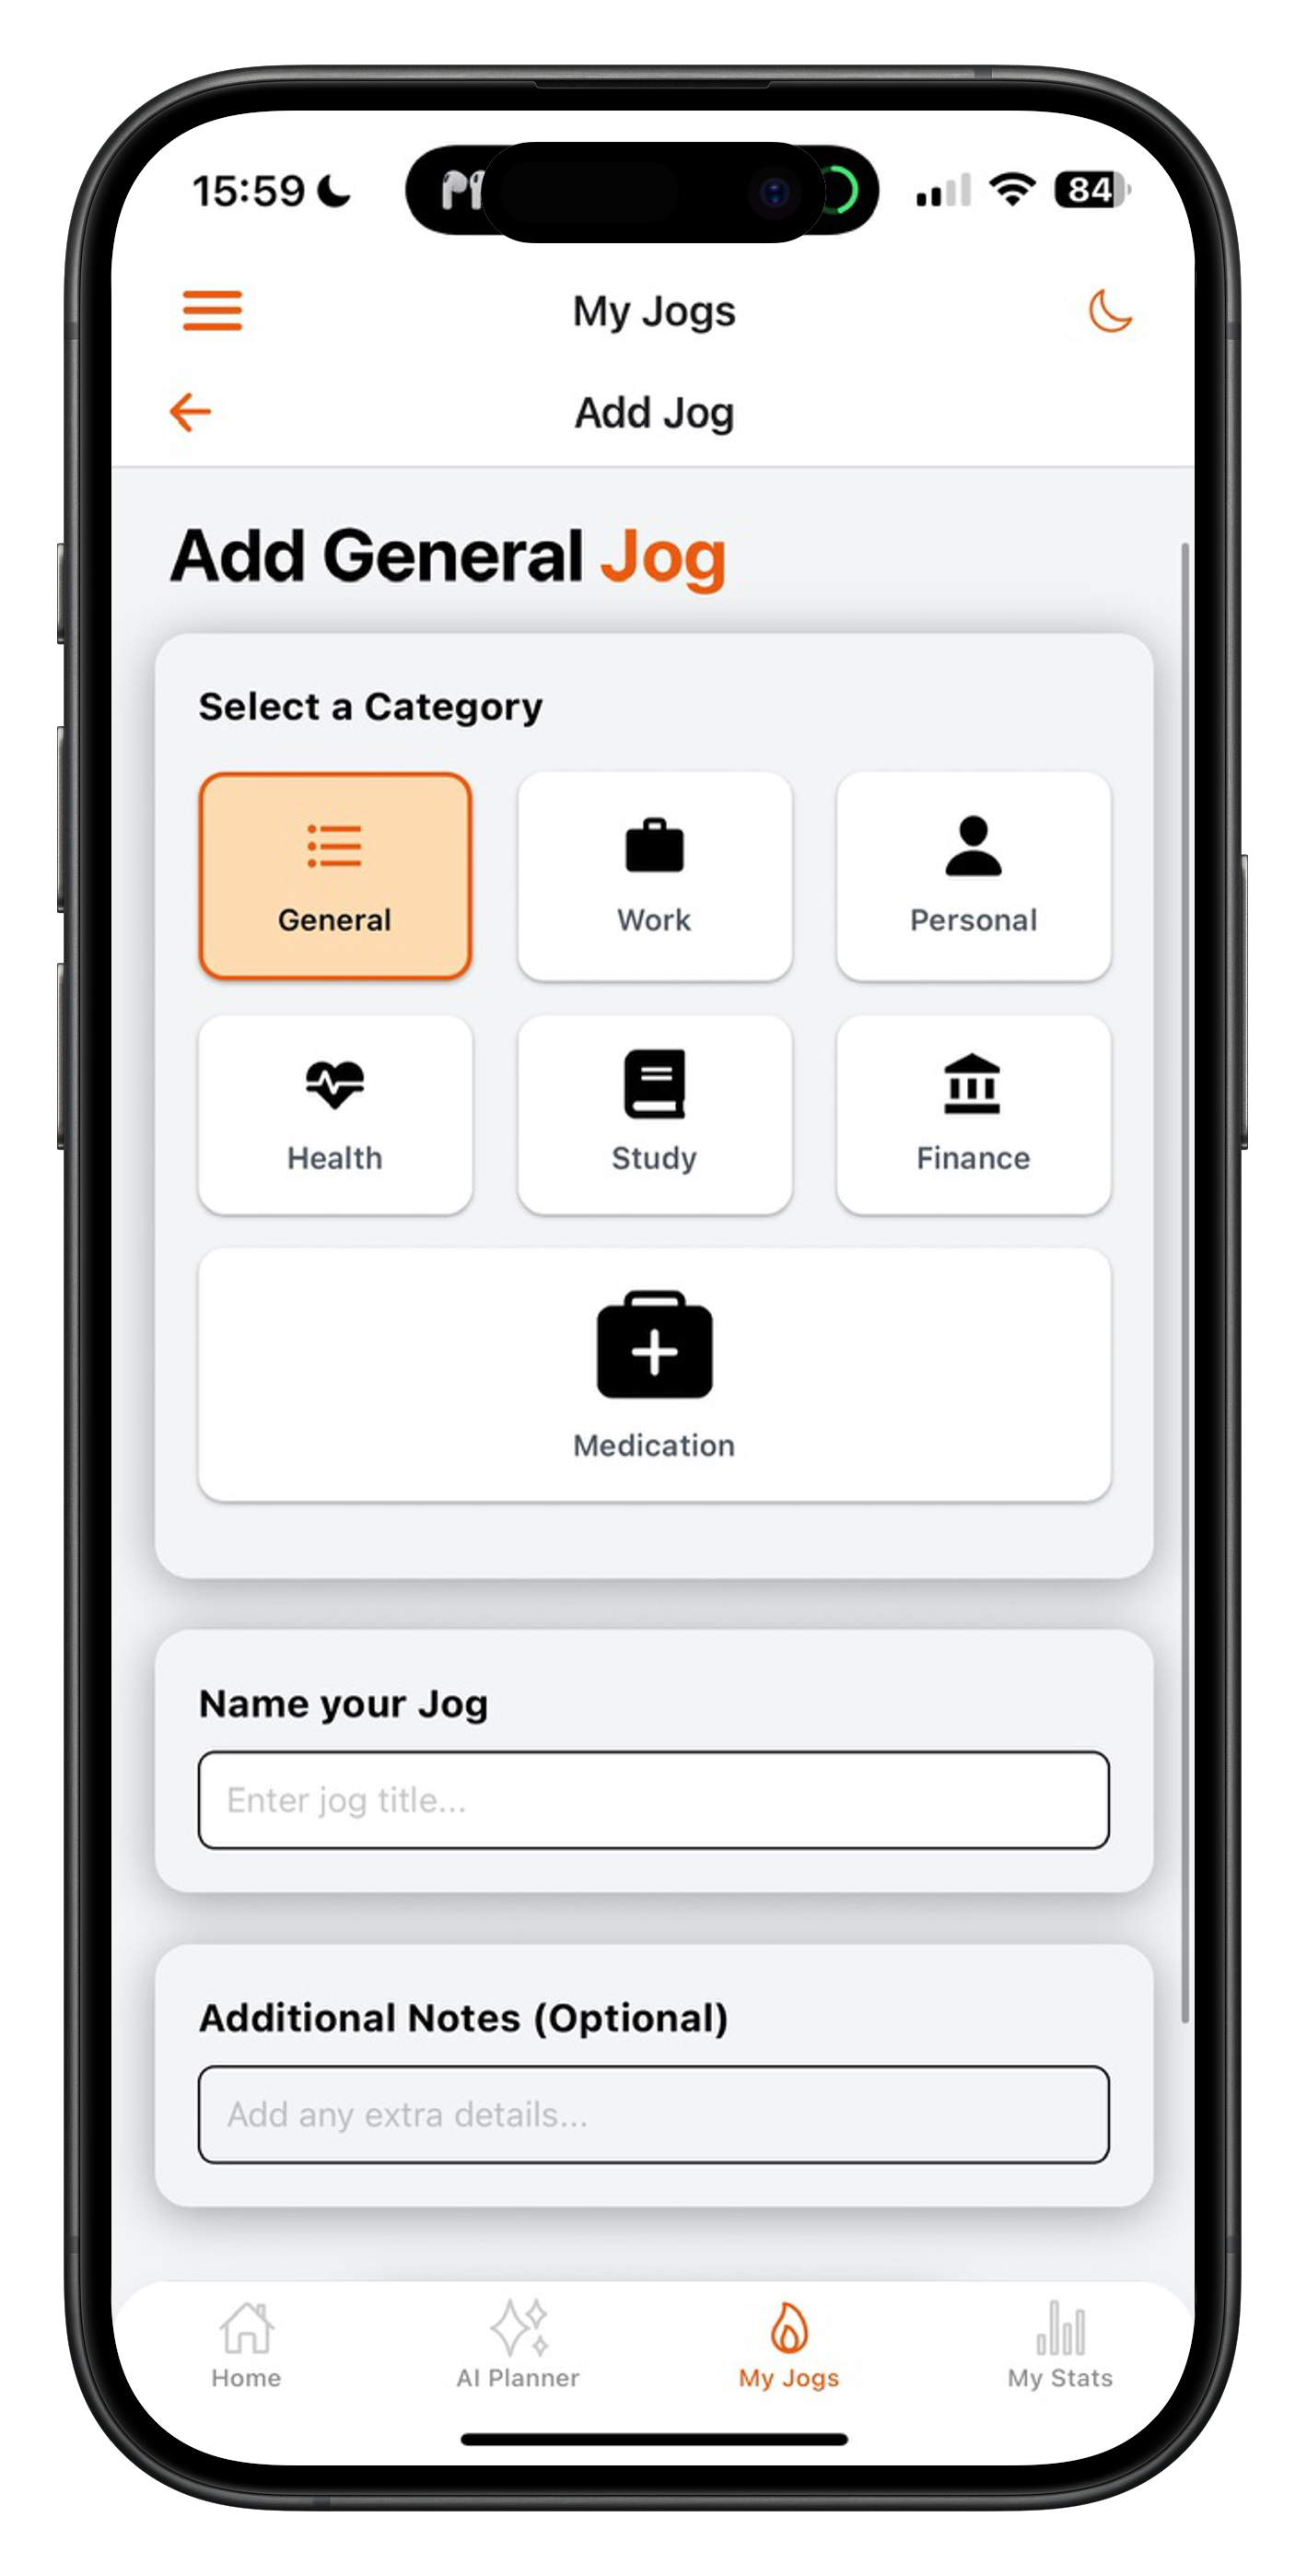 15:59
84
My Jogs
Add Jog
Add General Jog
Select a Category
General
Work
Personal
Health
Study
Finance
Medication
Name your Jog
Enter jog title...
Additional Notes (Optional)
Add any extra details...
Home
AI Planner
My Jogs
My Stats